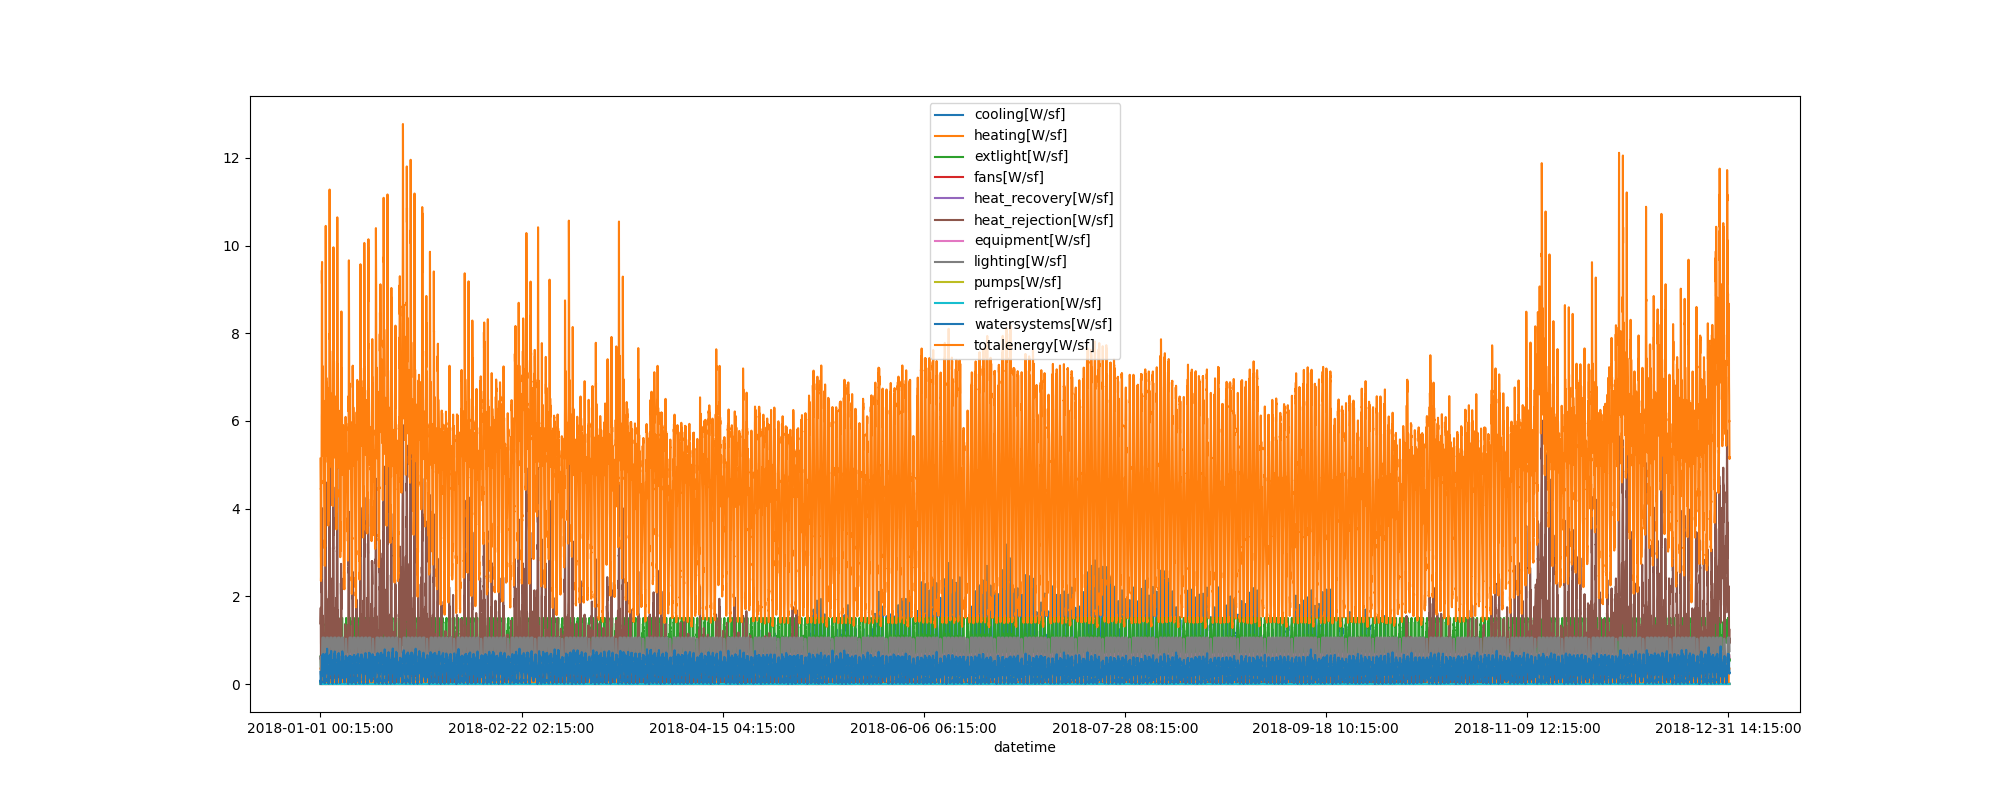 cooling[W/sf]
heating[W/sf]
extlight[W/sf]
fans[W/sf]
heat_recovery[W/sf]
heat_rejection[W/sf]
equipment[W/sf]
lighting[W/sf]
pumps[W/sf]
refrigeration[W/sf]
watersystems[W/sf]
totalenergy[W/sf]
12
10
8
6
4
2
0
2018-01-01 00:15:00 2018-02-22 02:15:00 2018-04-15 04:15:00 2018-06-06 06:15:00 2018-07-28 08:15:00 2018-09-18 10:15:00 2018-11-09 12:15:00 2018-12-31 14:15:00
datetime